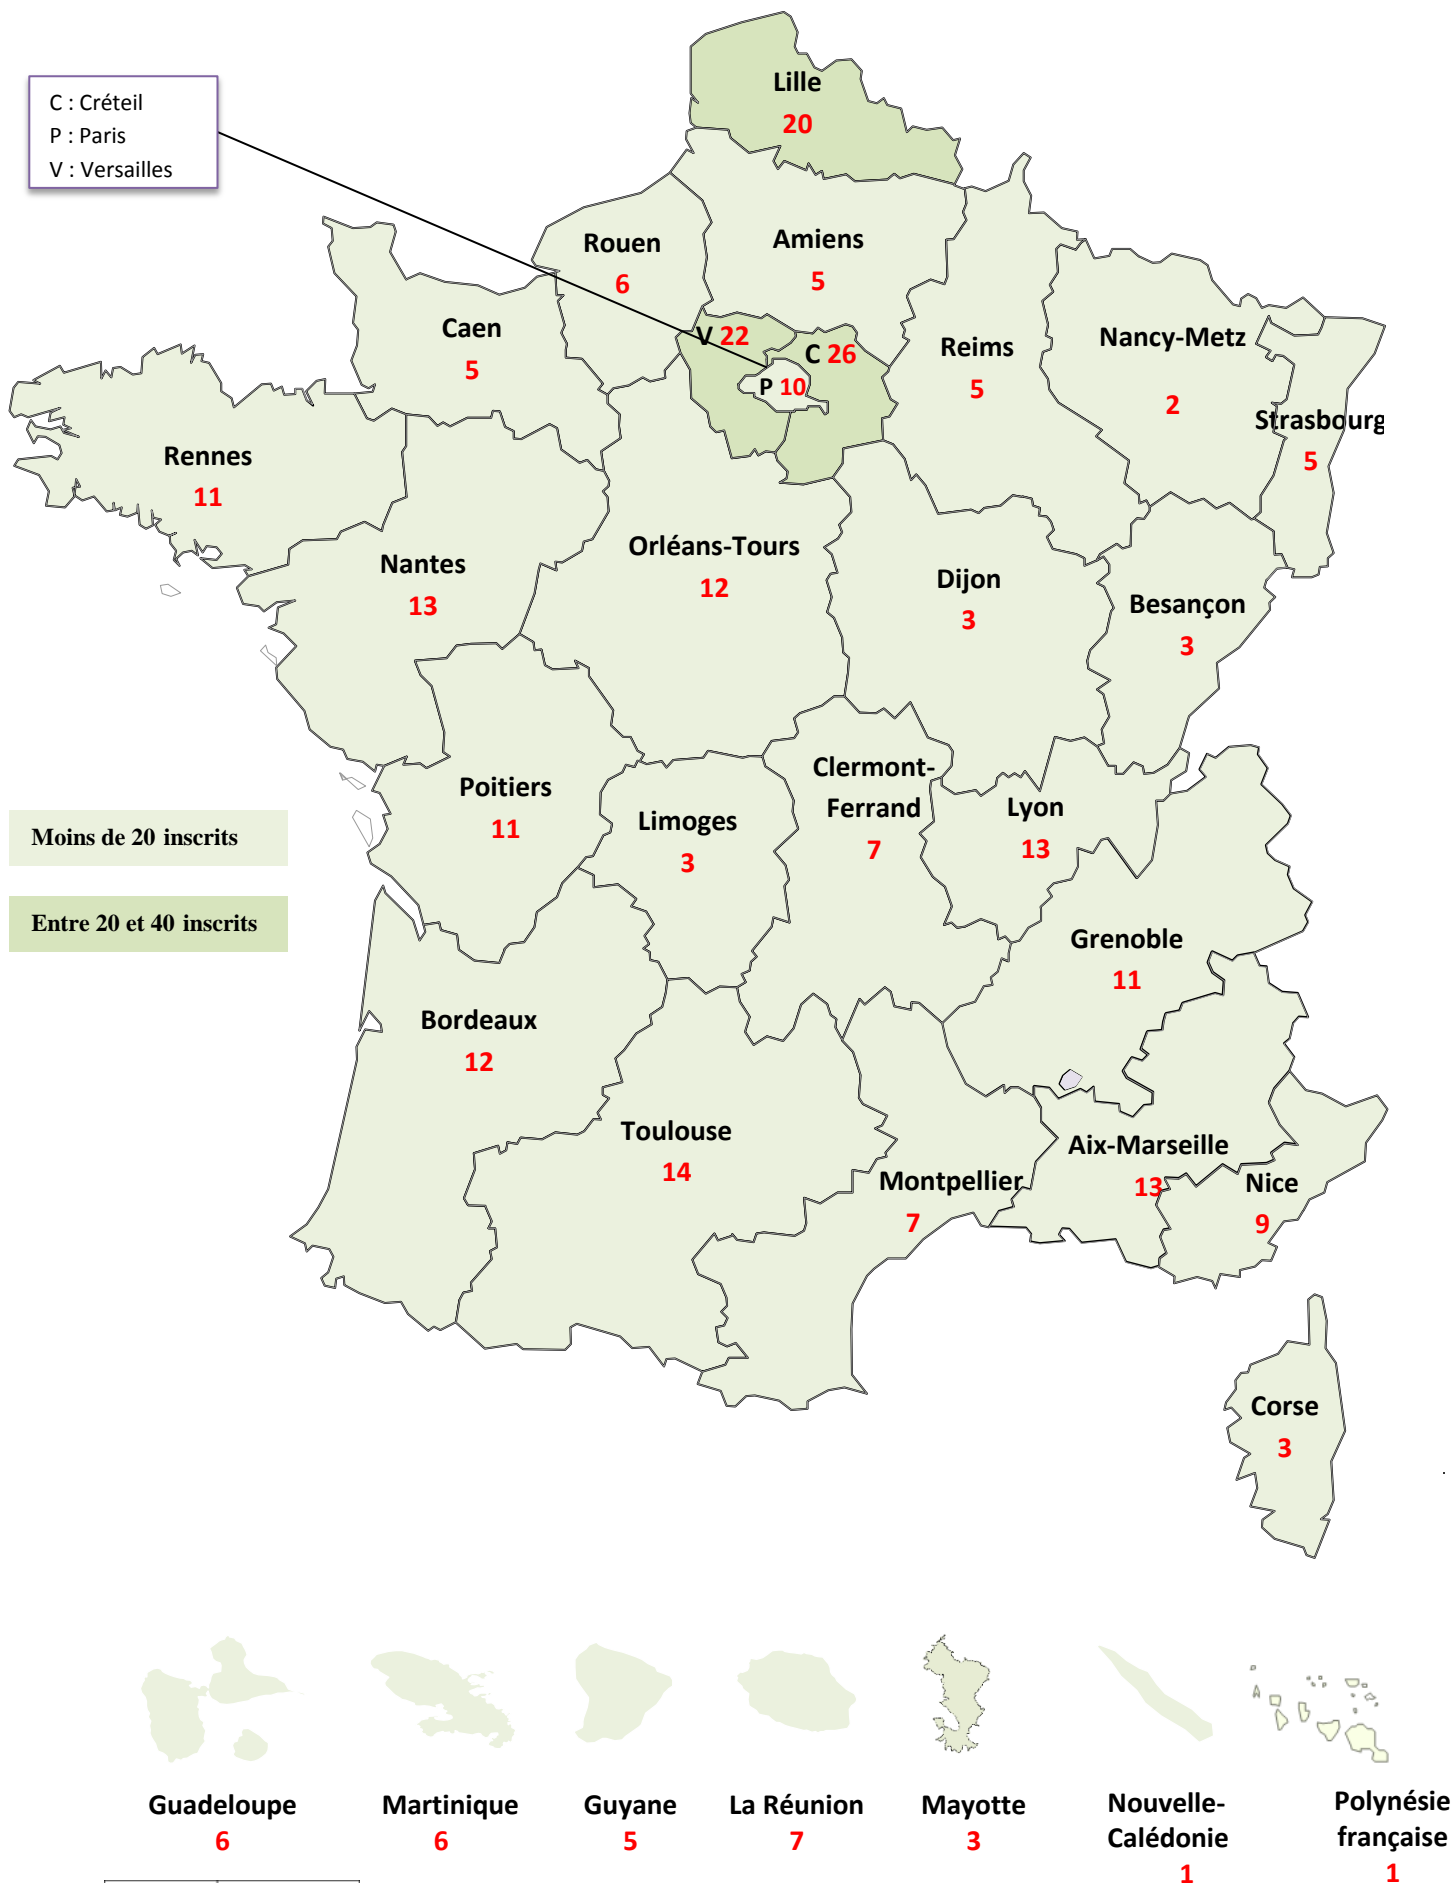 Lille
20
C : Créteil
P : Paris
V : Versailles
Rouen
6
Amiens
5
Caen
5
V 22
C 26
P 10
Reims
5
Nancy-Metz
2
Strasbourg
5
Rennes
11
Nantes
13
Orléans-Tours
12
Dijon
3
Besançon
3
Poitiers
11
Limoges
3
Clermont-
Ferrand
7
Lyon
13
Moins de 20 inscrits
Entre 20 et 40 inscrits
Grenoble
11
Bordeaux
12
Toulouse
14
Montpellier
7
Aix-Marseille
13
Nice
9
Corse
3
Guadeloupe
6
Martinique
6
Guyane
5
La Réunion
7
Mayotte
3
Nouvelle-
Calédonie
1
Polynésie
française
1